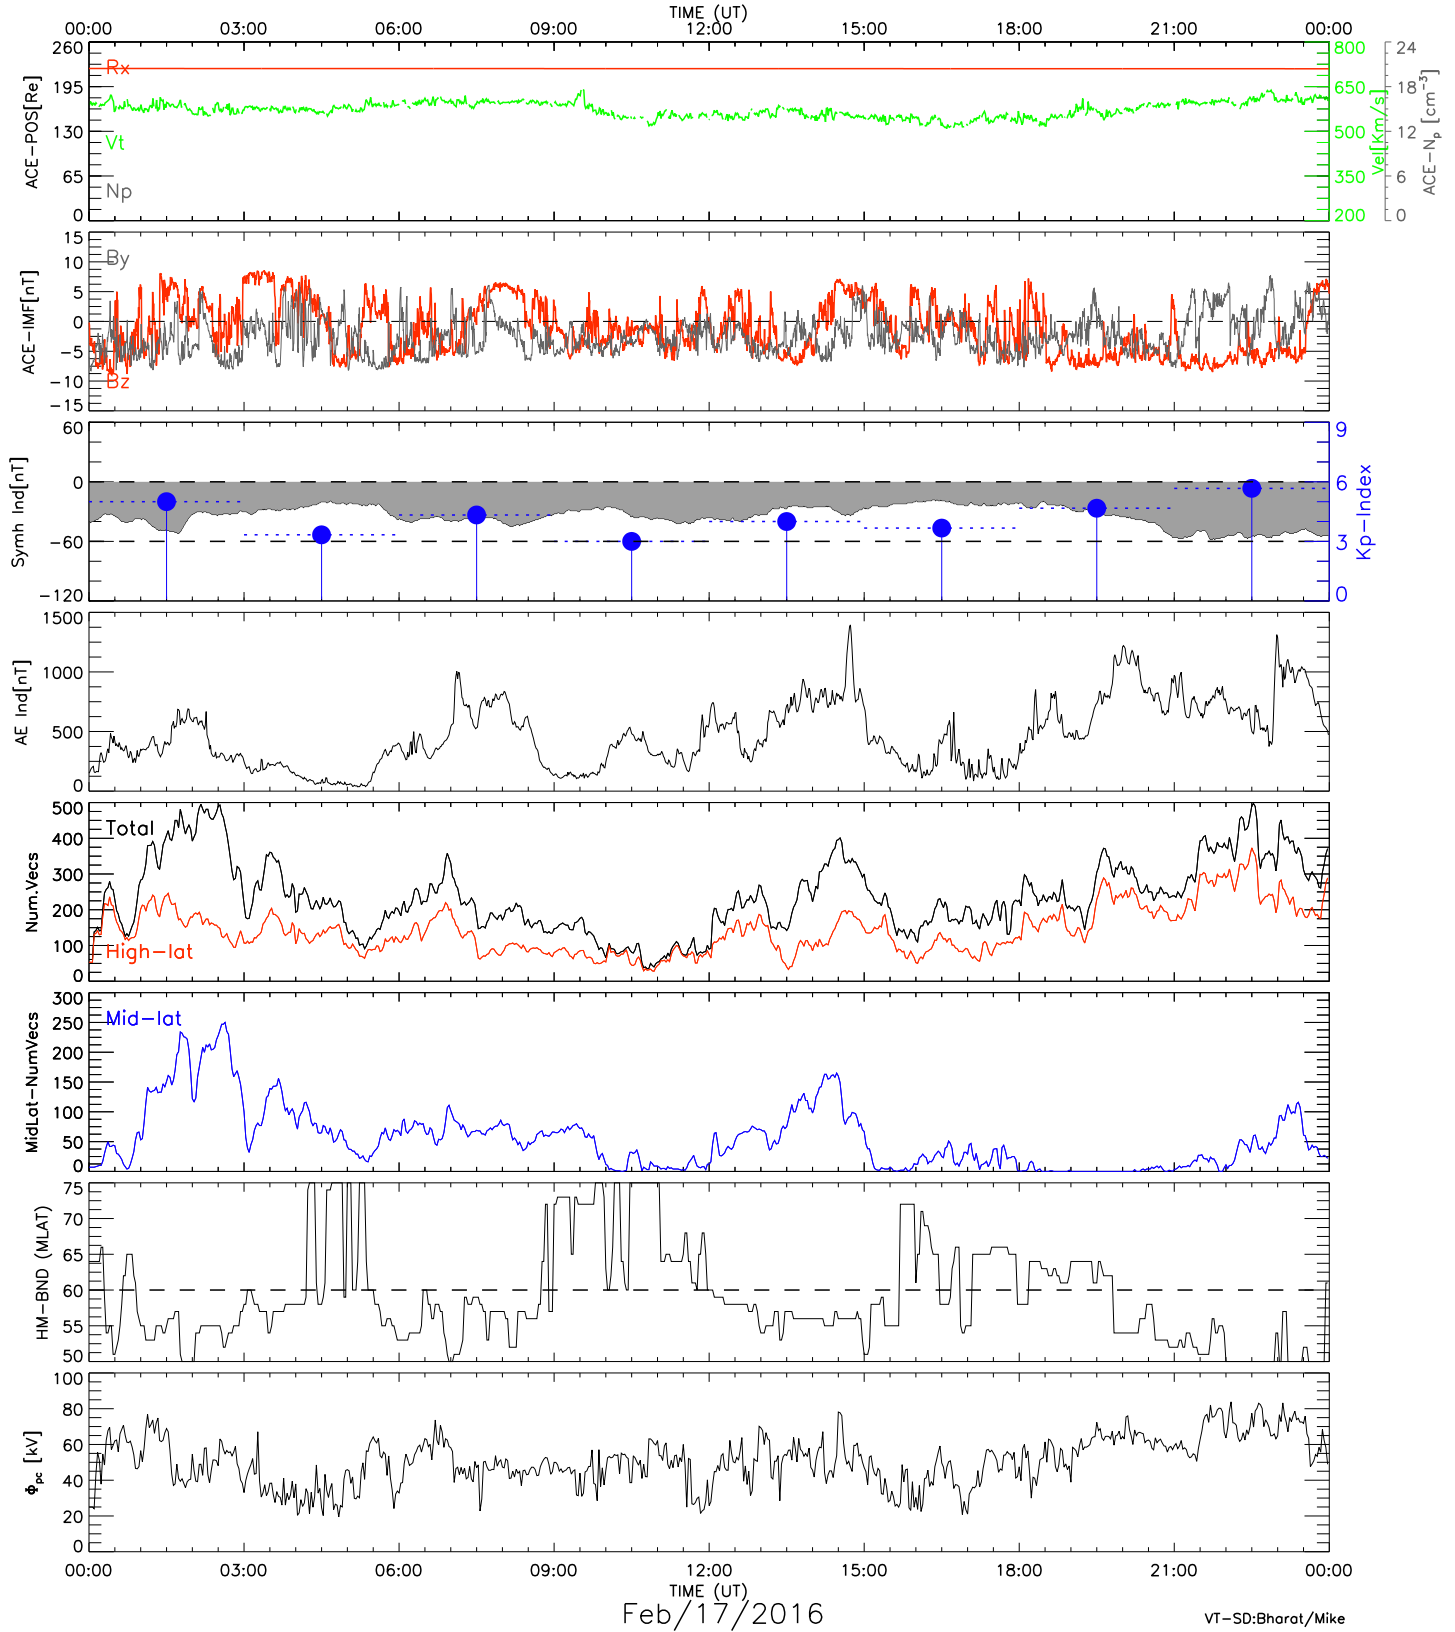 TIME (UT)
00:00 03:00 06:00 09:00 12:00 15:00 18:00 21:00 00:00
ACE-POS[Re]
260
195
130
65
0
Rx
Vt
Np
800
650
500
350
200
Vel[Km/s]
24
18
12
6
0
ACE-Np [cm⁻³]
ACE-IMF[nT]
15
10
5
0
-5
-10
-15
By
Bz
Symh Ind[nT]
60
0
-60
-120
9
6
3
0
Kp-Index
AE Ind[nT]
1500
1000
500
0
Num.Vecs
500
400
300
200
100
0
Total
High-lat
MidLat-NumVecs
300
250
200
150
100
50
0
Mid-lat
HM-BND (MLAT)
75
70
65
60
55
50
Φpc [kV]
100
80
60
40
20
0
00:00 03:00 06:00 09:00 12:00 15:00 18:00 21:00 00:00
TIME (UT)
Feb/17/2016
VT-SD:Bharat/Mike